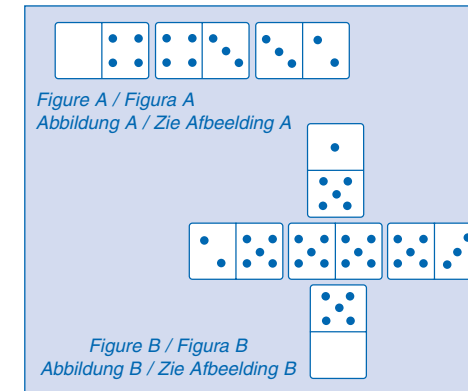 Figure A / Figura A
Abbildung A / Zie Afbeelding A
Figure B / Figura B
Abbildung B / Zie Afbeelding B